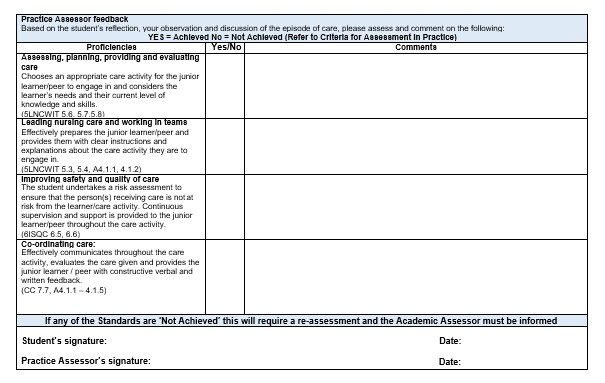 Practice Assessor feedback
Based on the student's reflection, your observation and discussion of the episode of care, please assess and comment on the following:
YES = Achieved No = Not Achieved (Refer to Criteria for Assessment in Practice)
Proficiencies Yes/No Comments
Assessing, planning, providing and evaluating
care
Chooses an appropriate care activity for the junior
learner/peer to engage in and considers the
learner's needs and their current level of
knowledge and skills.
(5LNCWIT 5.6, 5.7,5.8)
Leading nursing care and working in teams
Effectively prepares the junior learner/peer and
provides them with clear instructions and
explanations about the care activity they are to
engage in.
(5LNCWIT 5.3, 5.4, A4.1.1, 4.1.2)
Improving safety and quality of care
The student undertakes a risk assessment to
ensure that the person(s) receiving care is not at
risk from the learner/care activity. Continuous
supervision and support is provided to the junior
learner/peer throughout the care activity.
(6ISQC 6.5, 6.6)
Co-ordinating care:
Effectively communicates throughout the care
activity, evaluates the care given and provides the
junior learner / peer with constructive verbal and
written feedback.
(CC 7.7, A4.1.1 – 4.1.5)
If any of the Standards are 'Not Achieved' this will require a re-assessment and the Academic Assessor must be informed
Student's signature: Date:
Practice Assessor's signature: Date: